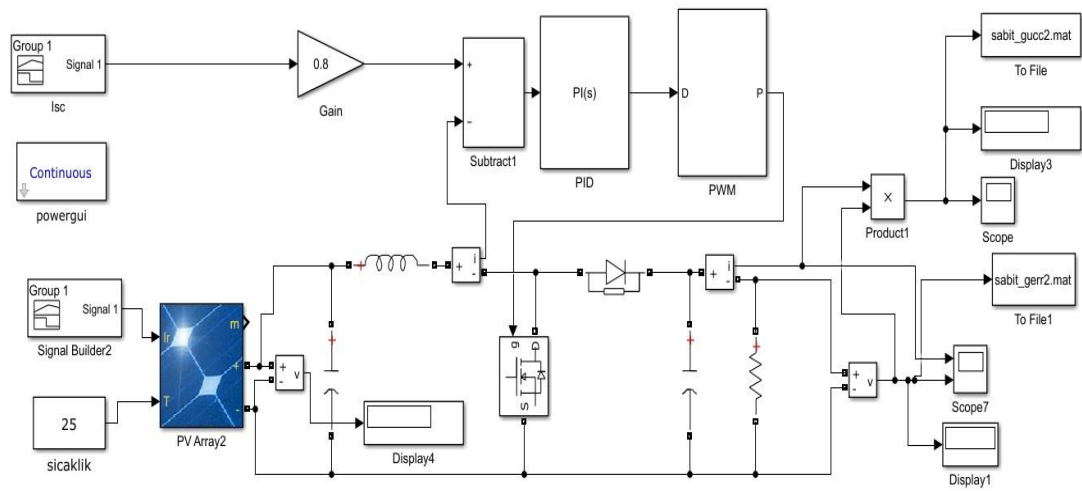 Group 1
Signal 1
Isc
0.8
Gain
+
−
Subtract1
PI(s)
PID
D
P
PWM
sabit_gucc2.mat
To File
Display3
×
Product1
Scope
Continuous
powergui
Group 1
Signal 1
Signal Builder2
Ir
T
m
+
-
PV Array2
25
sicaklik
+
-
v
Display4
+
i
-
g
D
S
+
i
-
+
-
v
sabit_gerr2.mat
To File1
Scope7
Display1